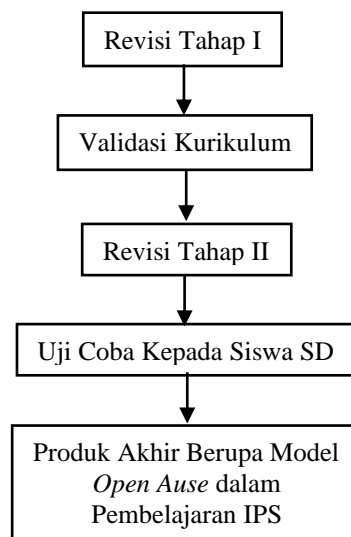 Revisi Tahap I
Validasi Kurikulum
Revisi Tahap II
Uji Coba Kepada Siswa SD
Produk Akhir Berupa Model
Open Ause dalam
Pembelajaran IPS